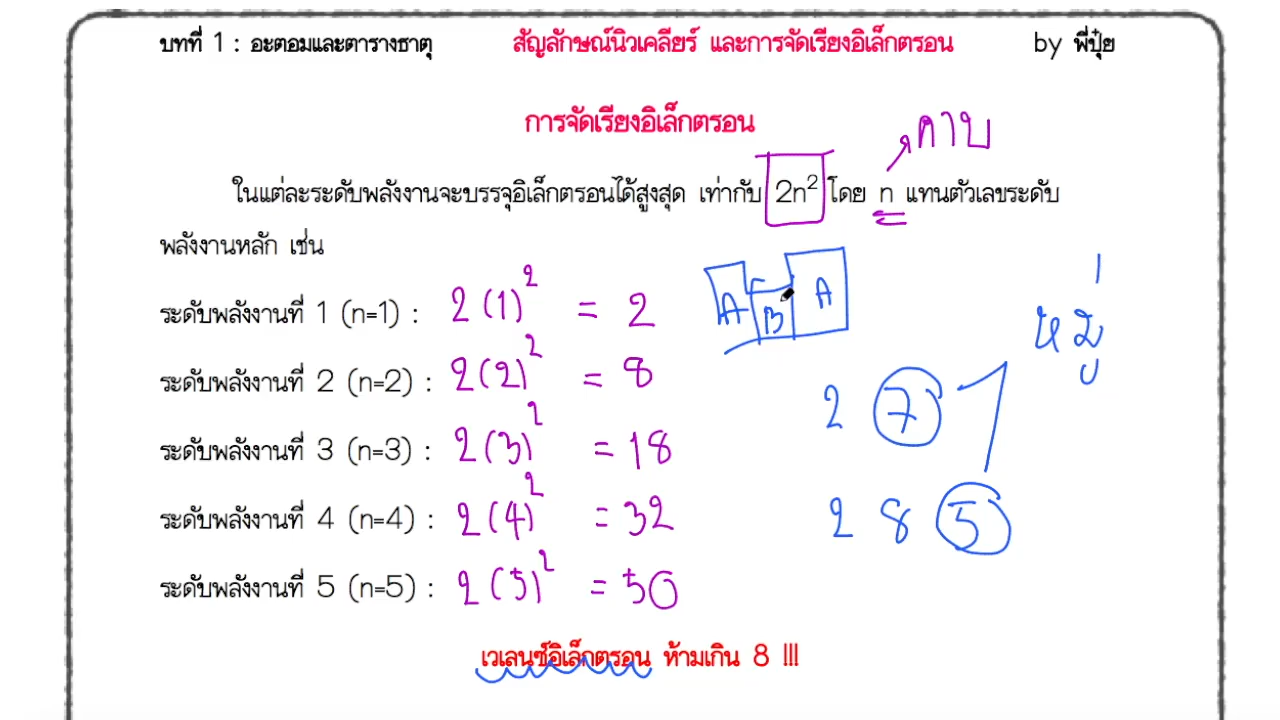 บทที่ 1 : อะตอมและตารางธาตุ สัญลักษณ์นิวเคลียร์ และการจัดเรียงอิเล็กตรอน by พี่ปุ๋ย
การจัดเรียงอิเล็กตรอน
คาบ
ในแต่ละระดับพลังงานจะบรรจุอิเล็กตรอนได้สูงสุด เท่ากับ 2n² โดย n แทนตัวเลขระดับ
พลังงานหลัก เช่น
ระดับพลังงานที่ 1 (n=1) : 2(1)² = 2
A B A
หมู่
ระดับพลังงานที่ 2 (n=2) : 2(2)² = 8
2 7
ระดับพลังงานที่ 3 (n=3) : 2(3)² = 18
ระดับพลังงานที่ 4 (n=4) : 2(4)² = 32
2 8 5
ระดับพลังงานที่ 5 (n=5) : 2(5)² = 50
เวเลนซ์อิเล็กตรอน ห้ามเกิน 8 !!!